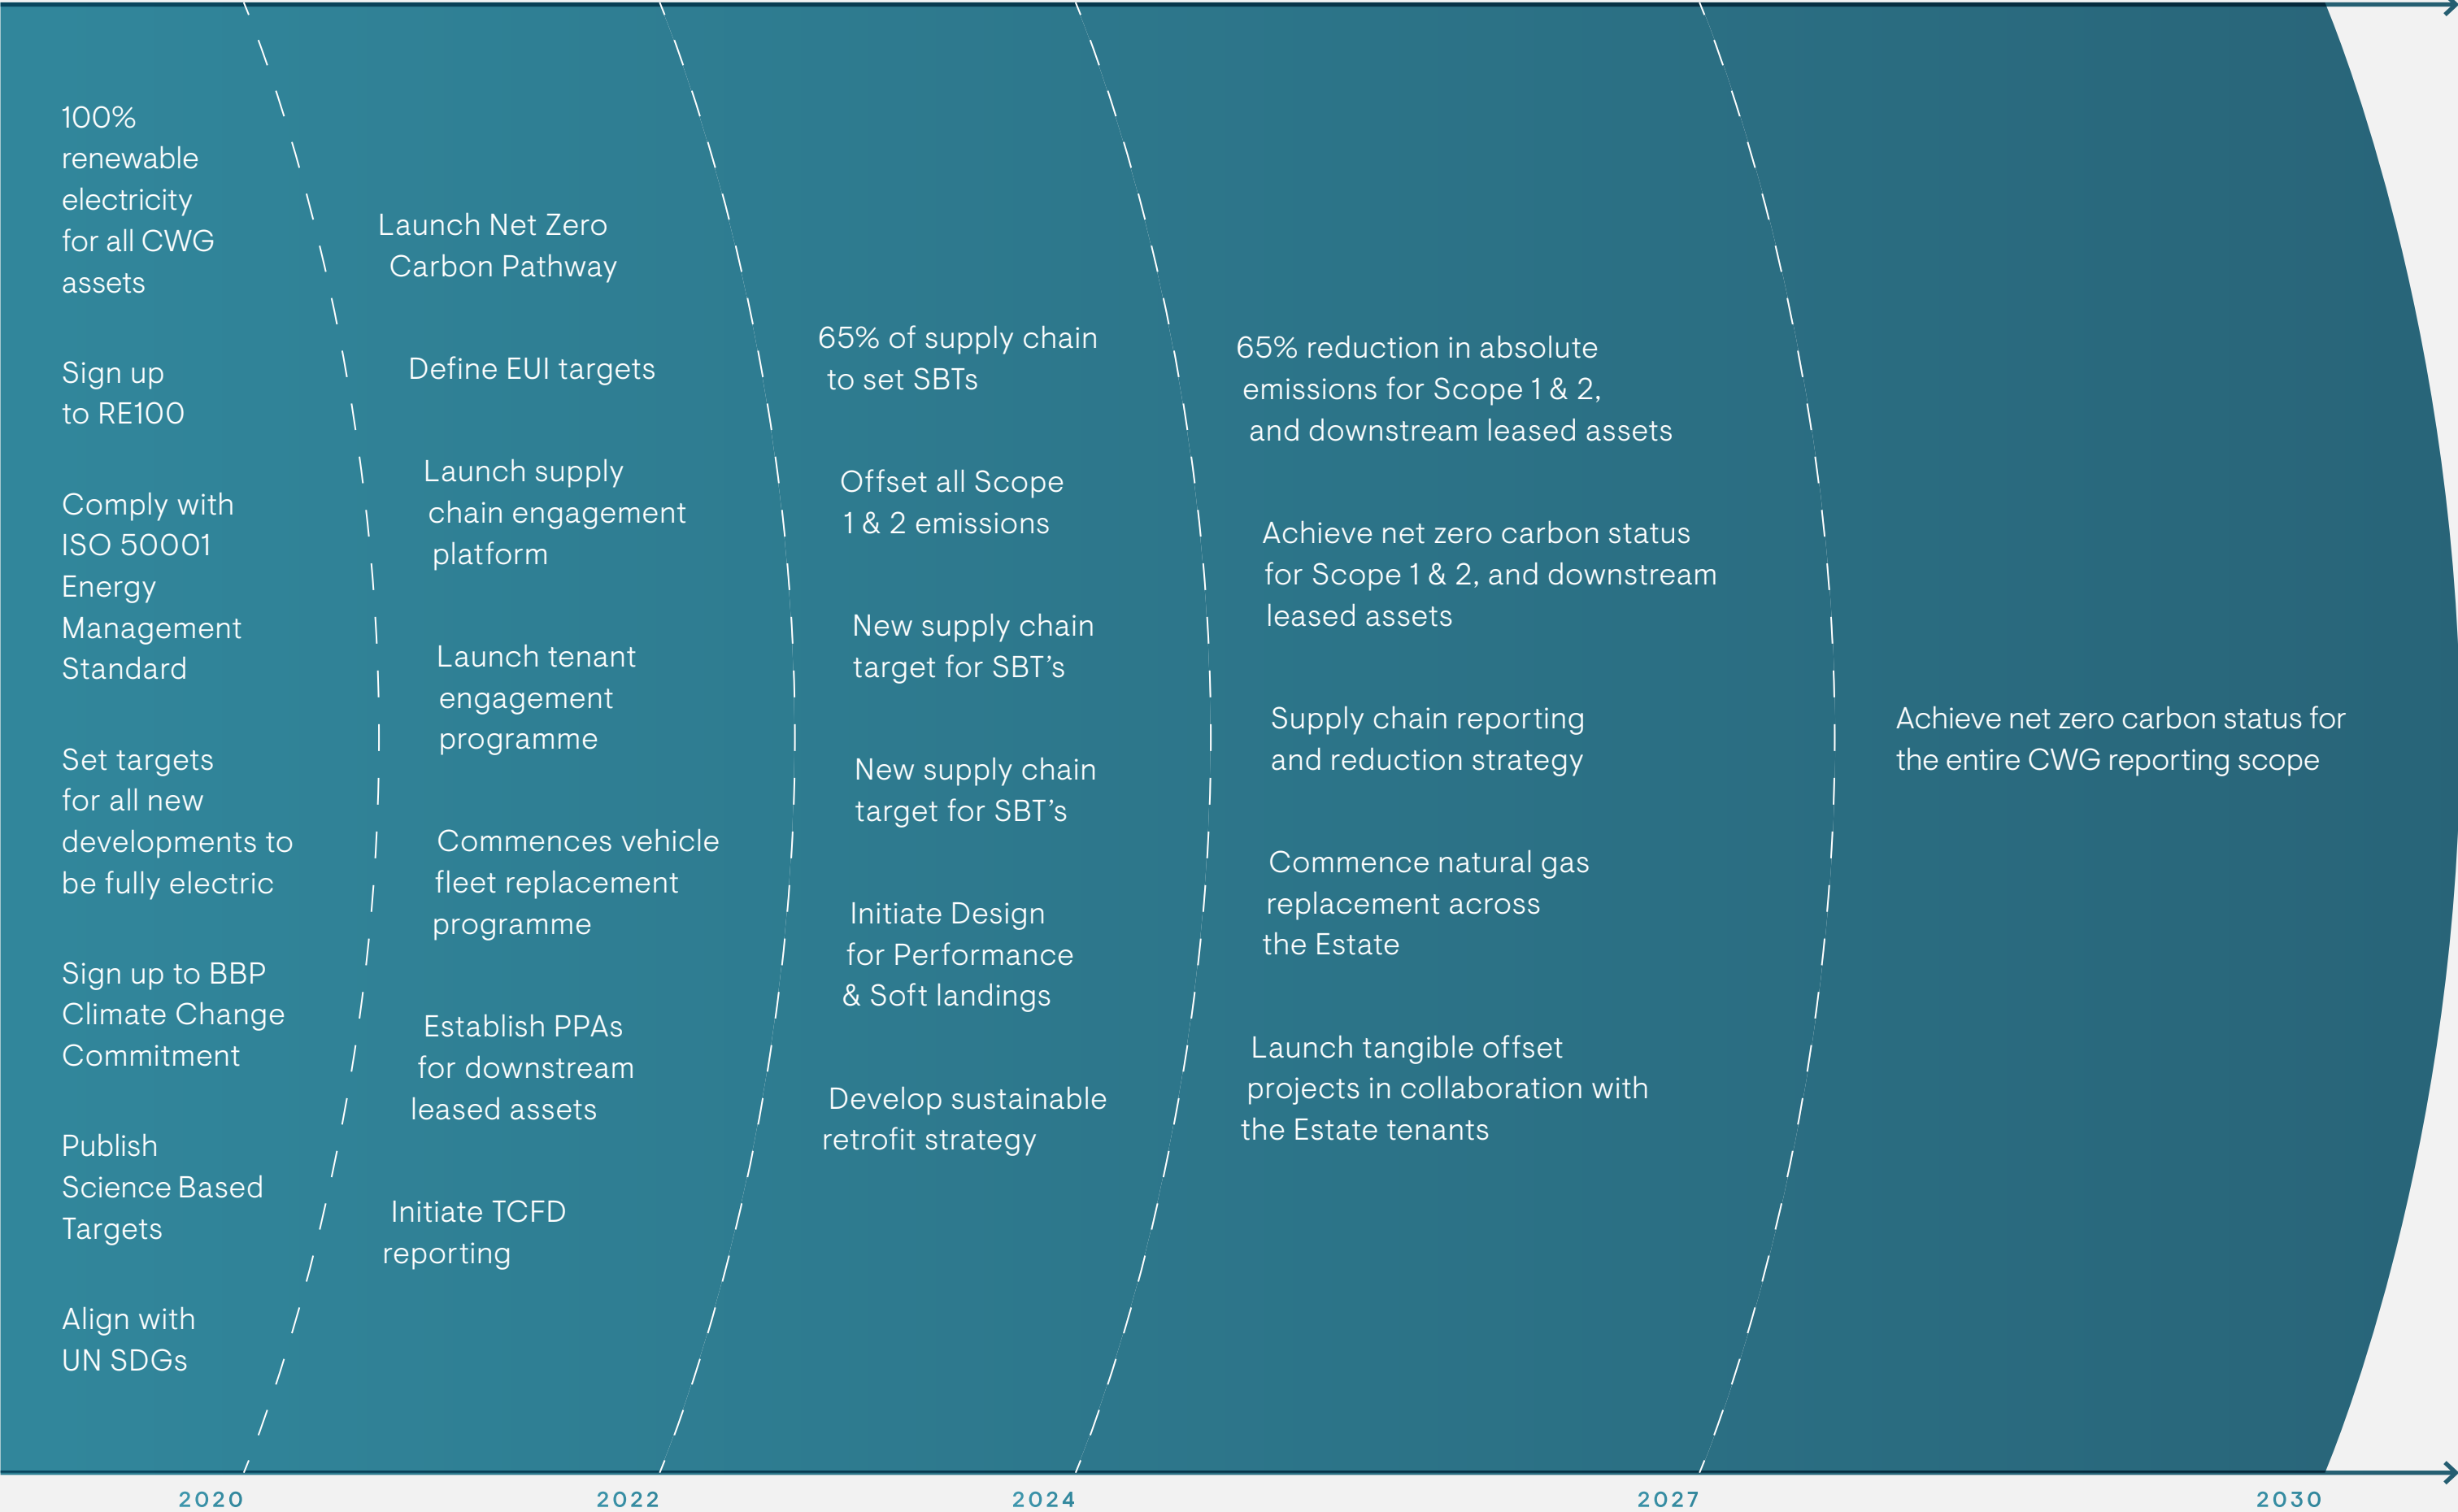 100%
renewable
electricity
for all CWG
assets
Sign up
to RE100
Comply with
ISO 50001
Energy
Management
Standard
Set targets
for all new
developments to
be fully electric
Sign up to BBP
Climate Change
Commitment
Publish
Science Based
Targets
Align with
UN SDGs
Launch Net Zero
Carbon Pathway
Define EUI targets
Launch supply
chain engagement
platform
Launch tenant
engagement
programme
Commences vehicle
fleet replacement
programme
Establish PPAs
for downstream
leased assets
Initiate TCFD
reporting
65% of supply chain
to set SBTs
Offset all Scope
1 & 2 emissions
New supply chain
target for SBT’s
New supply chain
target for SBT’s
Initiate Design
for Performance
& Soft landings
Develop sustainable
retrofit strategy
65% reduction in absolute
emissions for Scope 1 & 2,
and downstream leased assets
Achieve net zero carbon status
for Scope 1 & 2, and downstream
leased assets
Supply chain reporting
and reduction strategy
Commence natural gas
replacement across
the Estate
Launch tangible offset
projects in collaboration with
the Estate tenants
Achieve net zero carbon status for
the entire CWG reporting scope
2020
2022
2024
2027
2030